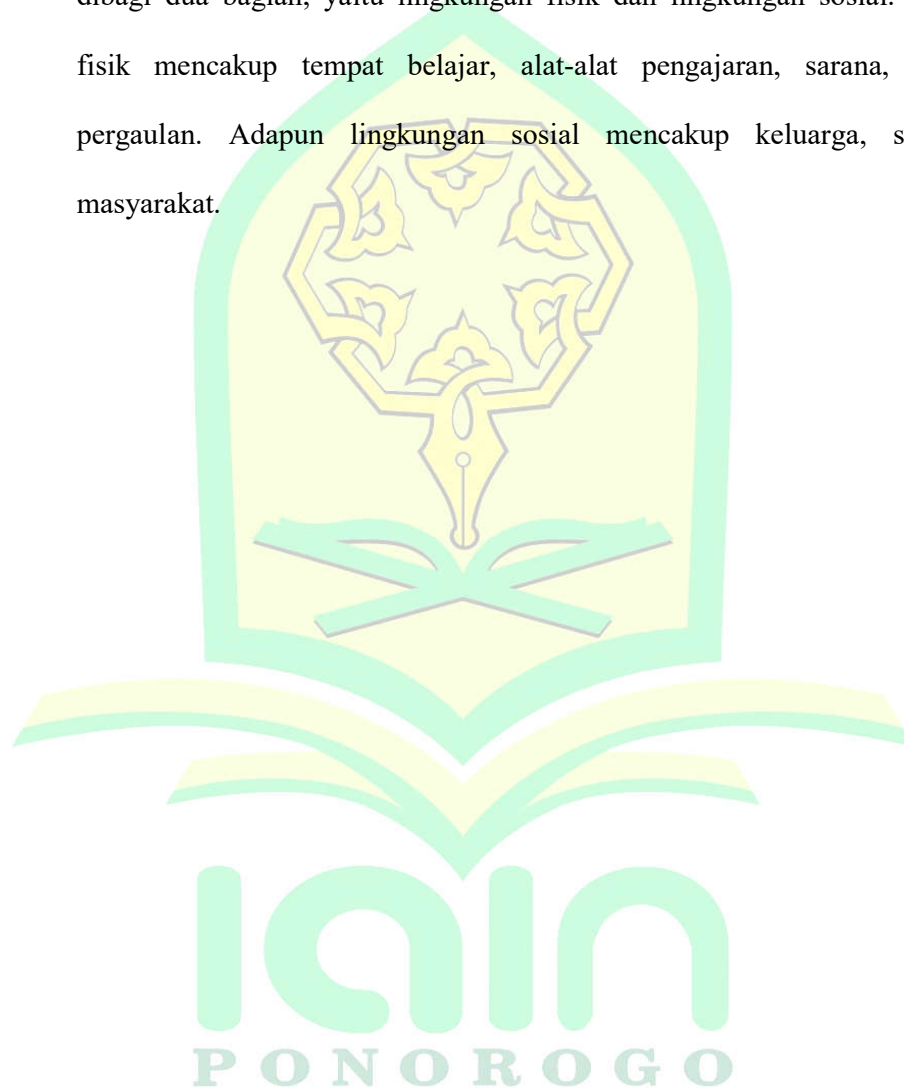 dibagi dua bagian, yaitu lingkungan fisik dan lingkungan sosial.
fisik mencakup tempat belajar, alat-alat pengajaran, sarana,
pergaulan. Adapun lingkungan sosial mencakup keluarga, s
masyarakat.
iain
PONOROGO